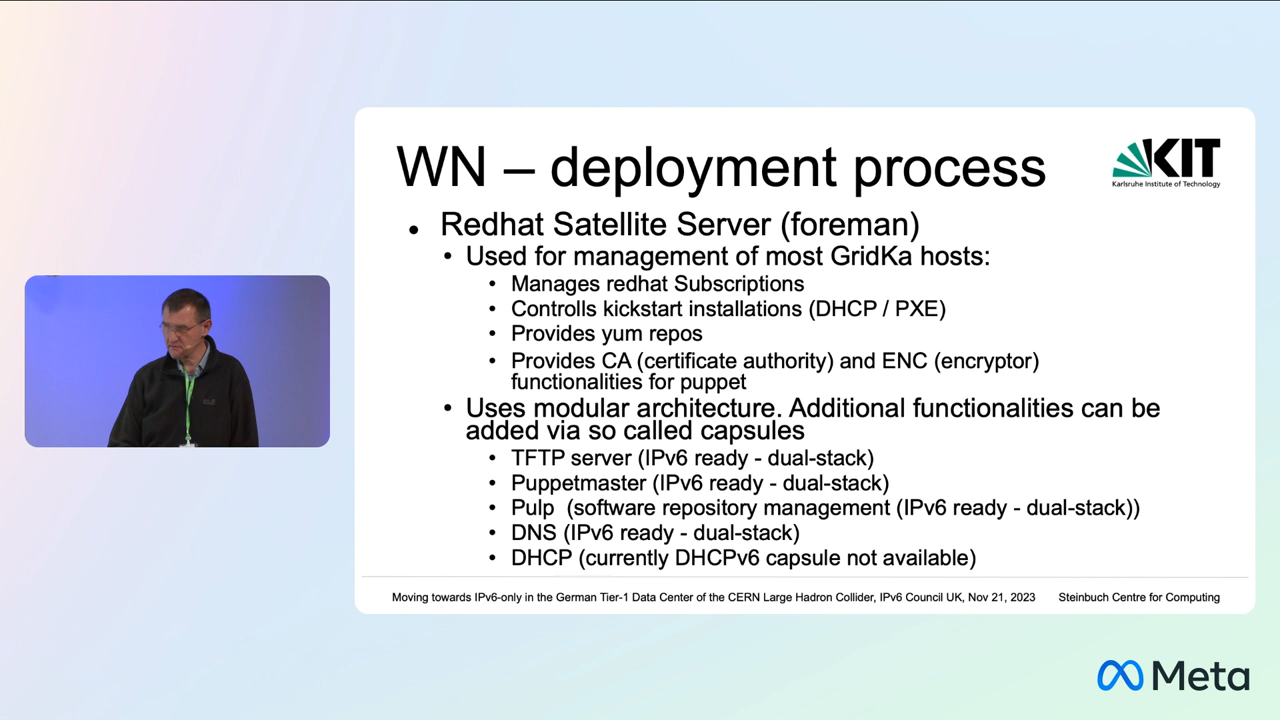 WN – deployment process
KIT
Karlsruhe Institute of Technology
• Redhat Satellite Server (foreman)
• Used for management of most GridKa hosts:
• Manages redhat Subscriptions
• Controlls kickstart installations (DHCP / PXE)
• Provides yum repos
• Provides CA (certificate authority) and ENC (encryptor)
functionalities for puppet
• Uses modular architecture. Additional functionalities can be
added via so called capsules
• TFTP server (IPv6 ready - dual-stack)
• Puppetmaster (IPv6 ready - dual-stack)
• Pulp (software repository management (IPv6 ready - dual-stack))
• DNS (IPv6 ready - dual-stack)
• DHCP (currently DHCPv6 capsule not available)
Moving towards IPv6-only in the German Tier-1 Data Center of the CERN Large Hadron Collider, IPv6 Council UK, Nov 21, 2023 Steinbuch Centre for Computing
Meta